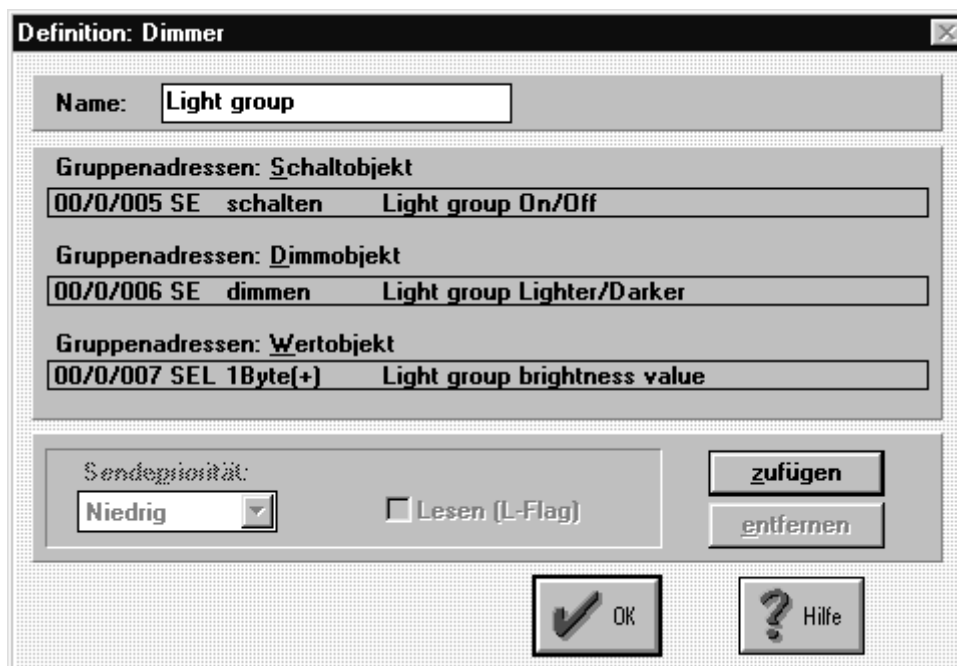 Definition: Dimmer
Name: Light group
Gruppenadressen: Schaltobjekt
00/0/005 SE schalten Light group On/Off
Gruppenadressen: Dimmobjekt
00/0/006 SE dimmen Light group Lighter/Darker
Gruppenadressen: Wertobjekt
00/0/007 SEL 1Byte(+) Light group brightness value
Sendepriorität:
Niedrig
Lesen (L-Flag)
zufügen
entfernen
OK
Hilfe